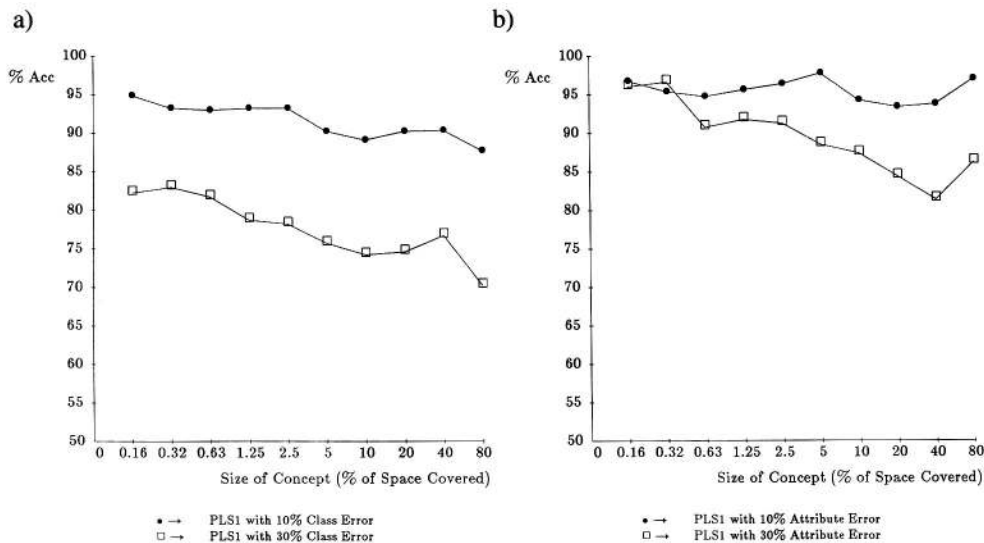 a)
% Acc
100
95
90
85
80
75
70
65
60
55
50
0 0.16 0.32 0.63 1.25 2.5 5 10 20 40 80
Size of Concept (% of Space Covered)
● → PLS1 with 10% Class Error
□ → PLS1 with 30% Class Error
b)
% Acc
100
95
90
85
80
75
70
65
60
55
50
0 0.16 0.32 0.63 1.25 2.5 5 10 20 40 80
Size of Concept (% of Space Covered)
● → PLS1 with 10% Attribute Error
□ → PLS1 with 30% Attribute Error